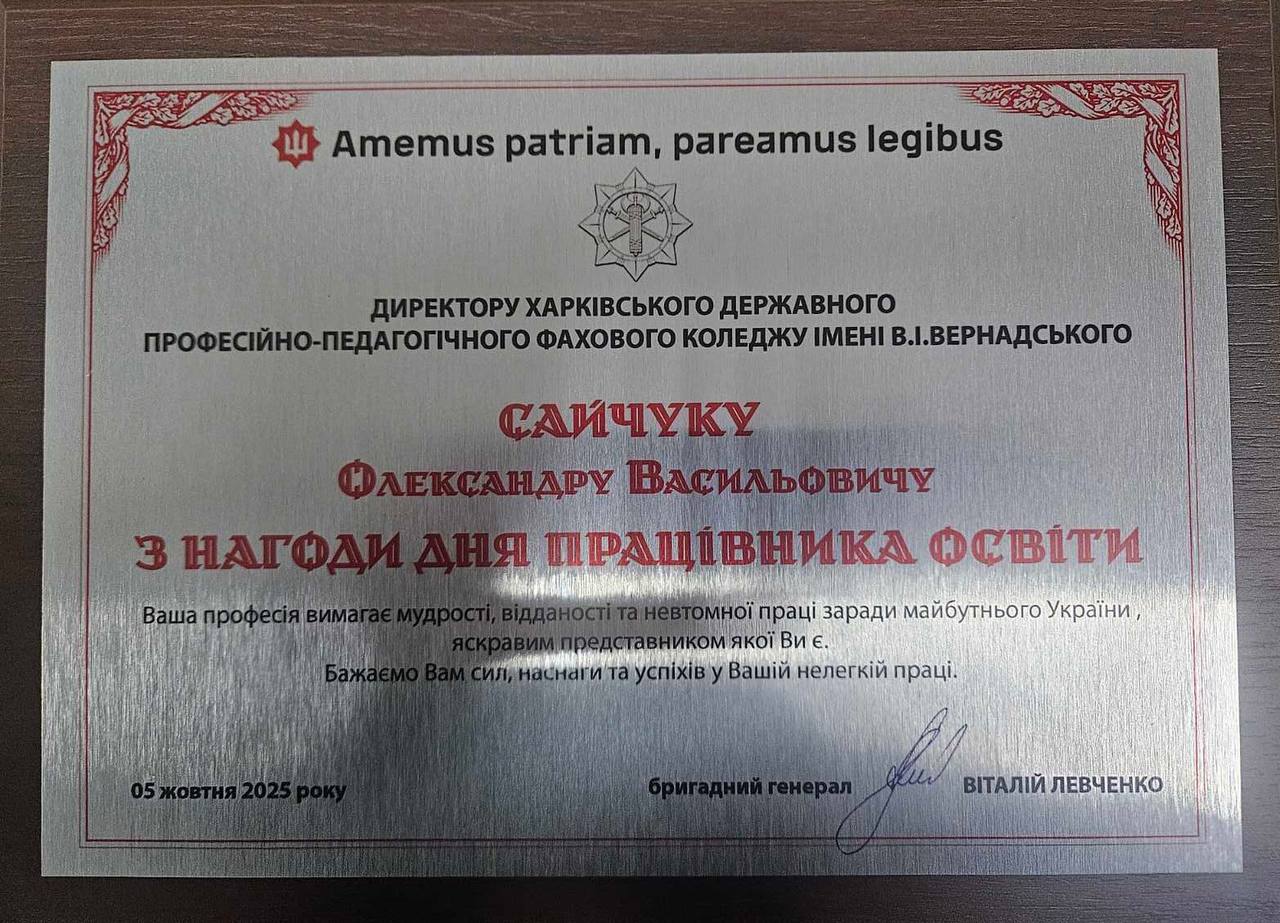 Amemus patriam, pareamus legibus
ДИРЕКТОРУ ХАРКІВСЬКОГО ДЕРЖАВНОГО
ПРОФЕСІЙНО-ПЕДАГОГІЧНОГО ФАХОВОГО КОЛЕДЖУ ІМЕНІ В.І.ВЕРНАДСЬКОГО
САЙЧУКУ
Олександру Васильовичу
З НАГОДИ ДНЯ ПРАЦІВНИКА ОСВІТИ
Ваша професія вимагає мудрості, відданості та невтомної праці заради майбутнього України ,
яскравим представником якої Ви є.
Бажаємо Вам сил, наснаги та успіхів у Вашій нелегкій праці.
05 жовтня 2025 року
бригадний генерал ВІТАЛІЙ ЛЕВЧЕНКО